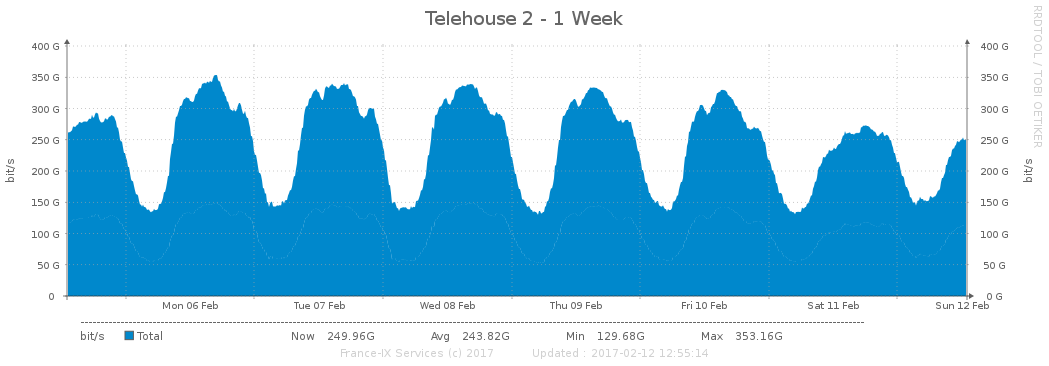 Telehouse 2 - 1 Week
RRDTOOL / TOBI OETIKER
400 G 400 G
350 G 350 G
300 G 300 G
250 G 250 G
200 G 200 G
150 G 150 G
100 G 100 G
50 G 50 G
0 0 G
bit/s bit/s
Mon 06 Feb Tue 07 Feb Wed 08 Feb Thu 09 Feb Fri 10 Feb Sat 11 Feb Sun 12 Feb
bit/s Total Now 249.96G Avg 243.82G Min 129.68G Max 353.16G
France-IX Services (c) 2017 Updated : 2017-02-12 12:55:14